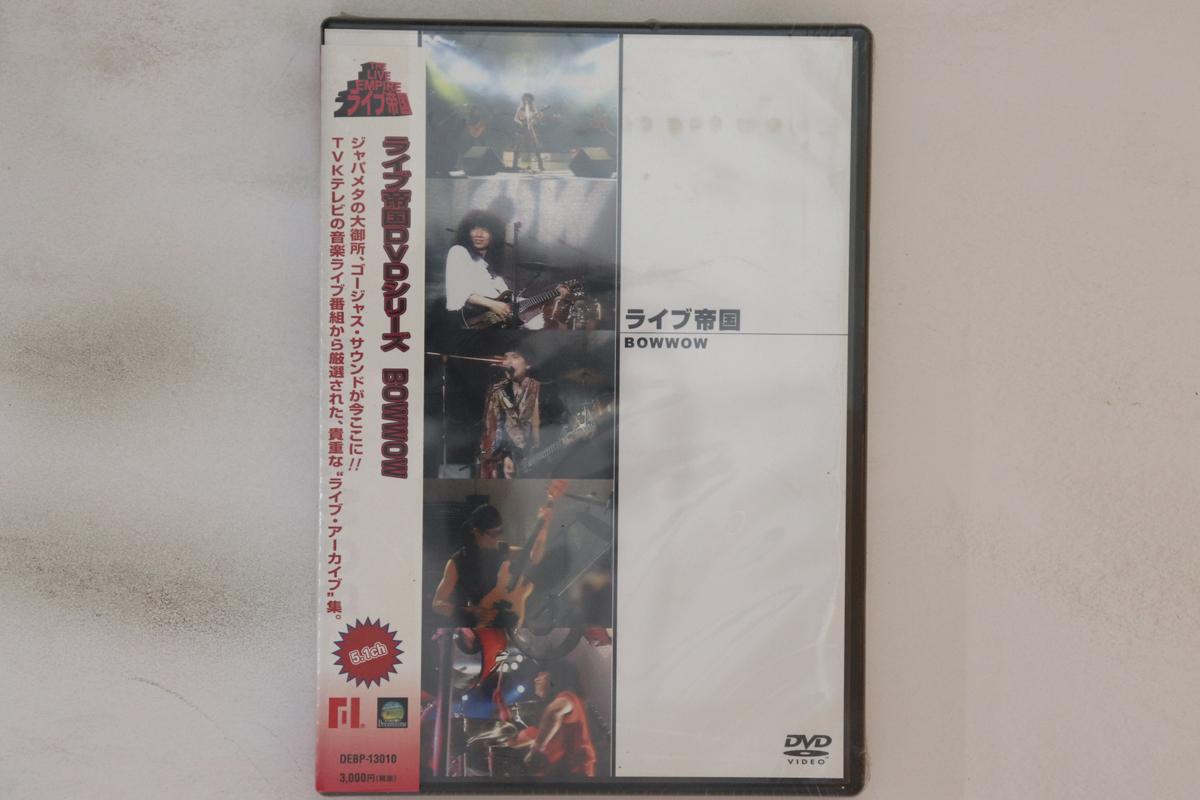 THE
LIVE
EMPIRE
ライブ帝国
ライブ帝国DVDシリーズ BOWWOW
ジャパメタの大御所、ゴージャス・サウンドが今ここに!!
TVKテレビの音楽ライブ番組から厳選された、貴重な“ライブ・アーカイブ”集。
5.1ch
DEBP-13010
3,000円(税抜)
ライブ帝国
BOWWOW
DVD
VIDEO